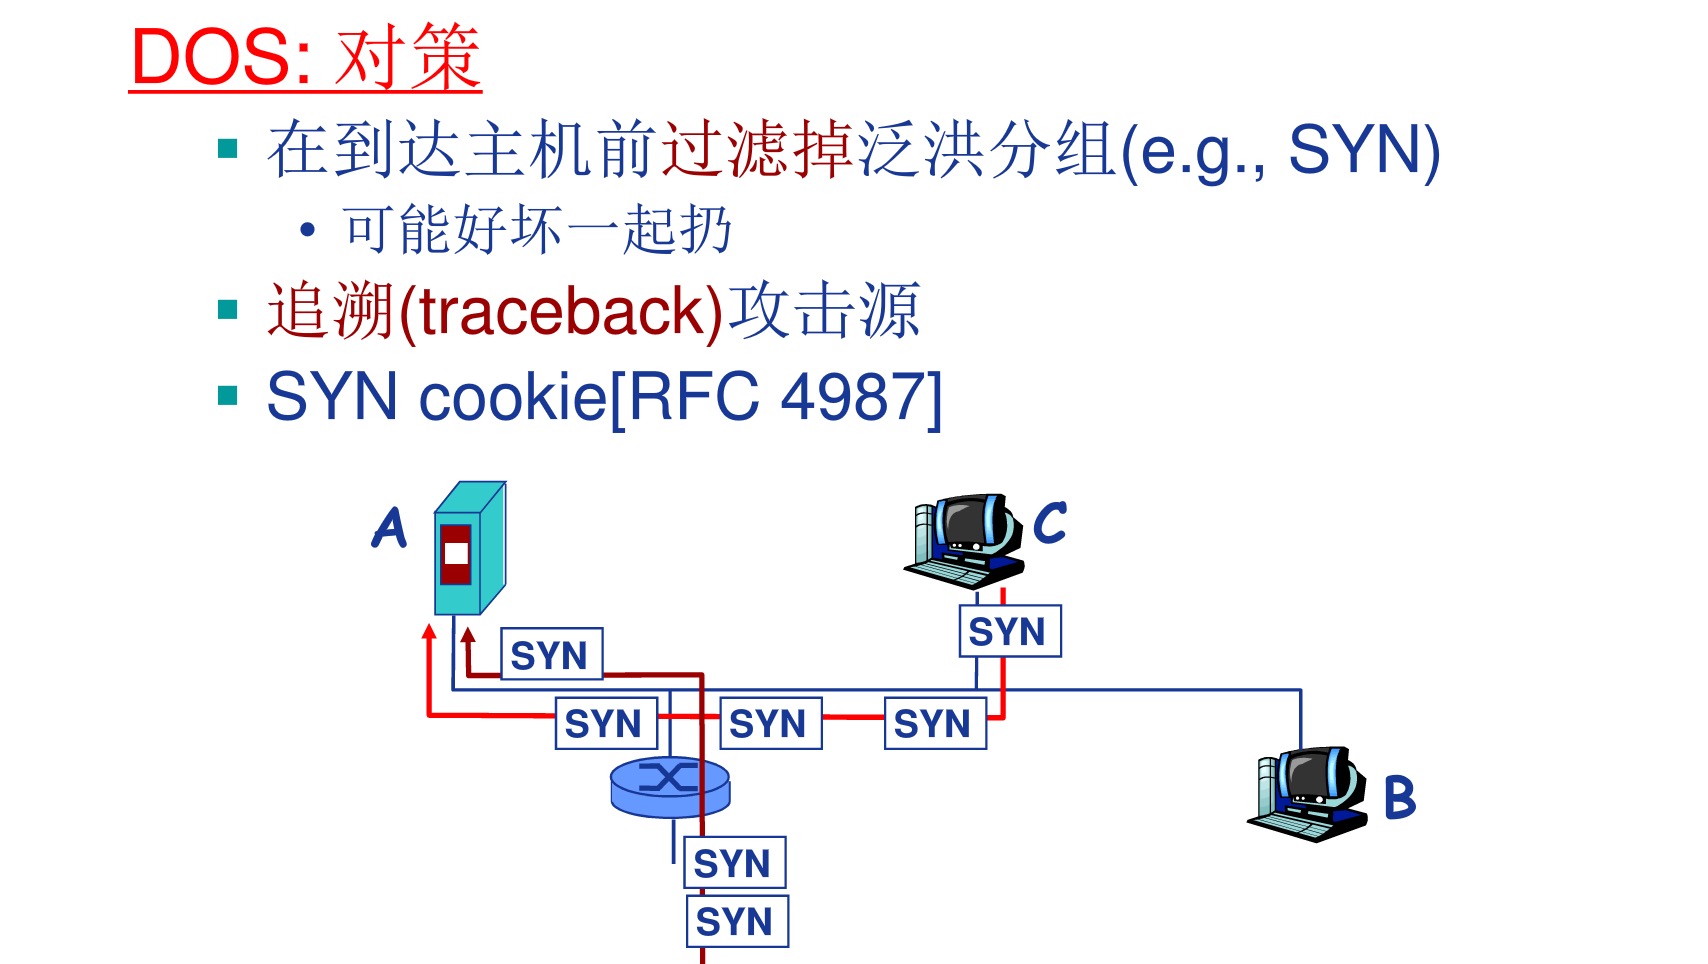 DOS: 对策
在到达主机前过滤掉泛洪分组(e.g., SYN)
可能好坏一起扔
追溯(traceback)攻击源
SYN cookie[RFC 4987]
A
C
SYN
SYN
SYN
SYN
SYN
B
SYN
SYN